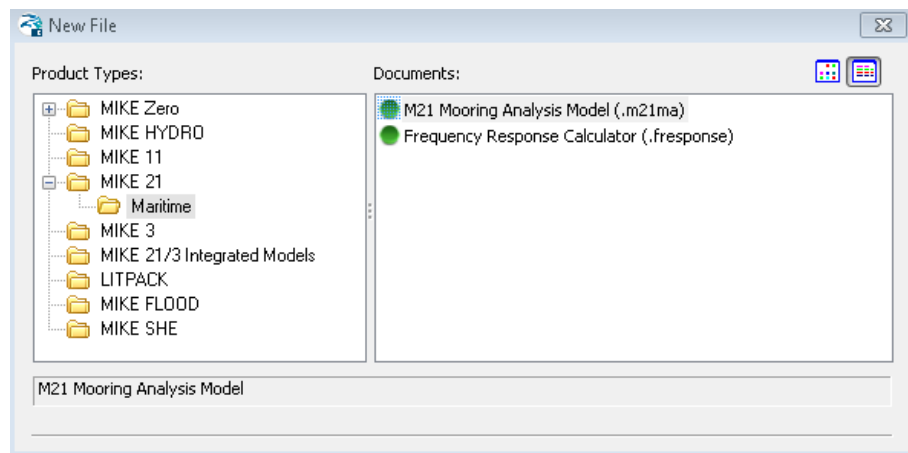 New File
Product Types:
Documents:
MIKE Zero
MIKE HYDRO
MIKE 11
MIKE 21
Maritime
MIKE 3
MIKE 21/3 Integrated Models
LITPACK
MIKE FLOOD
MIKE SHE
M21 Mooring Analysis Model (.m21ma)
Frequency Response Calculator (.fresponse)
M21 Mooring Analysis Model